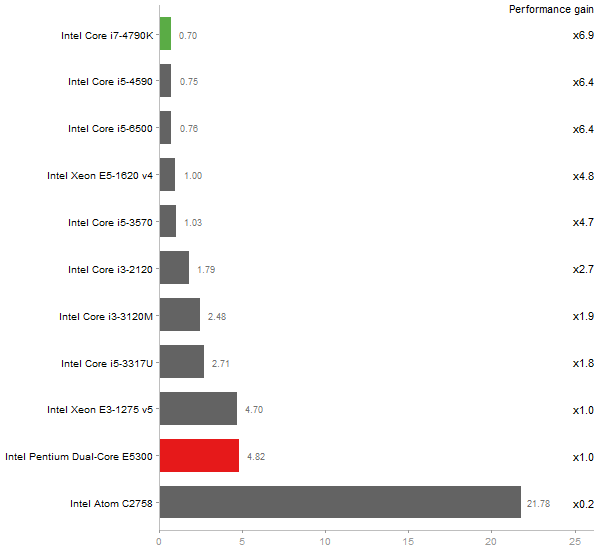 Performance gain
Intel Core i7-4790K 0.70 x6.9
Intel Core i5-4590 0.75 x6.4
Intel Core i5-6500 0.76 x6.4
Intel Xeon E5-1620 v4 1.00 x4.8
Intel Core i5-3570 1.03 x4.7
Intel Core i3-2120 1.79 x2.7
Intel Core i3-3120M 2.48 x1.9
Intel Core i5-3317U 2.71 x1.8
Intel Xeon E3-1275 v5 4.70 x1.0
Intel Pentium Dual-Core E5300 4.82 x1.0
Intel Atom C2758 21.78 x0.2
0 5 10 15 20 25